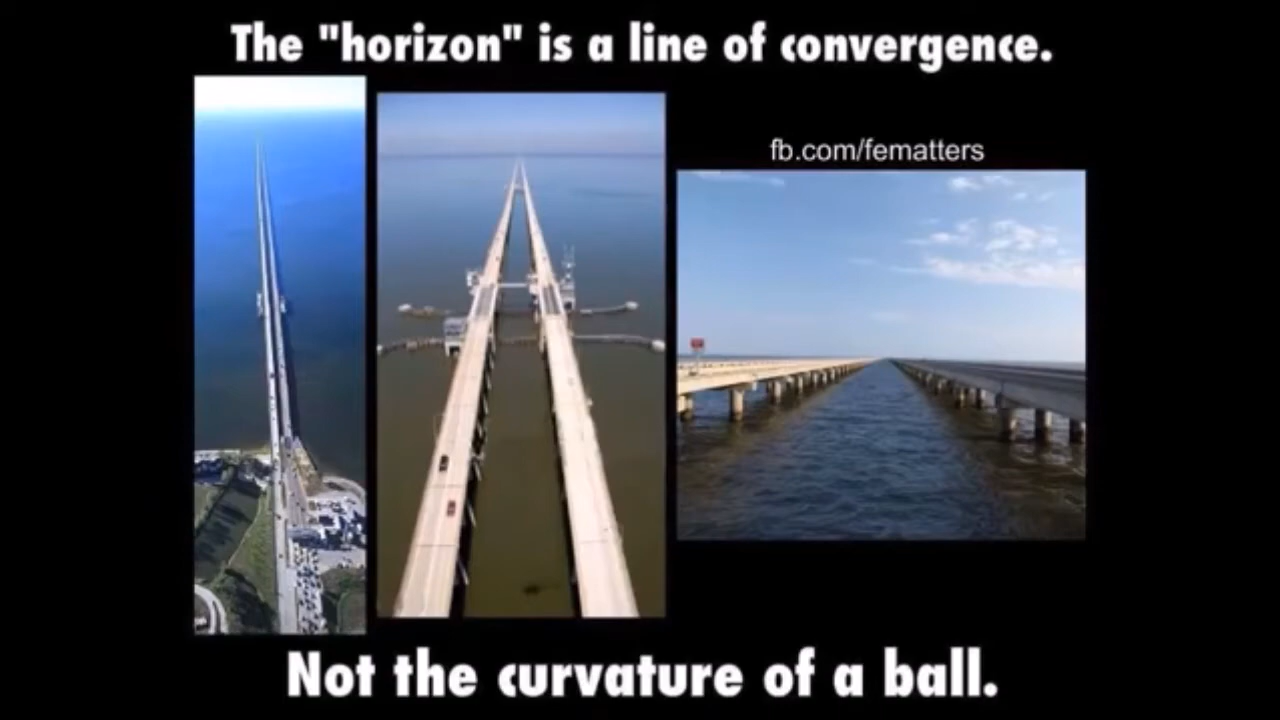 The "horizon" is a line of convergence.
fb.com/fematters
Not the curvature of a ball.